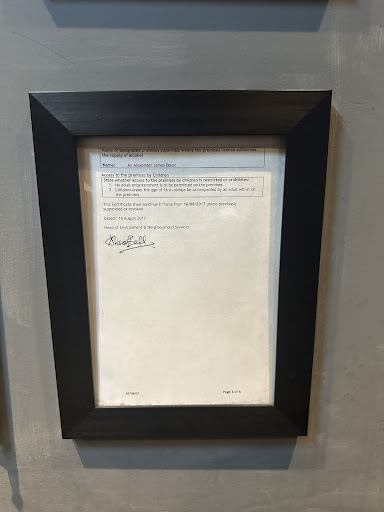 Name of designated premises supervisor where the premises licence authorises
the supply of alcohol
Name: Mr Alexander James Doust
Access to the premises by Children
State whether access to the premises by children is restricted or prohibited
1. No adult entertainment is to be permitted on the premises
2. Children under the age of 16 to always be accompanied by an adult whilst on
the premises
This Certificate shall continue in force from 16/08/2017 unless previously
suspended or revoked.
Dated: 16 August 2017
Head of Environment & Neighbourhood Services
Page 6 of 6